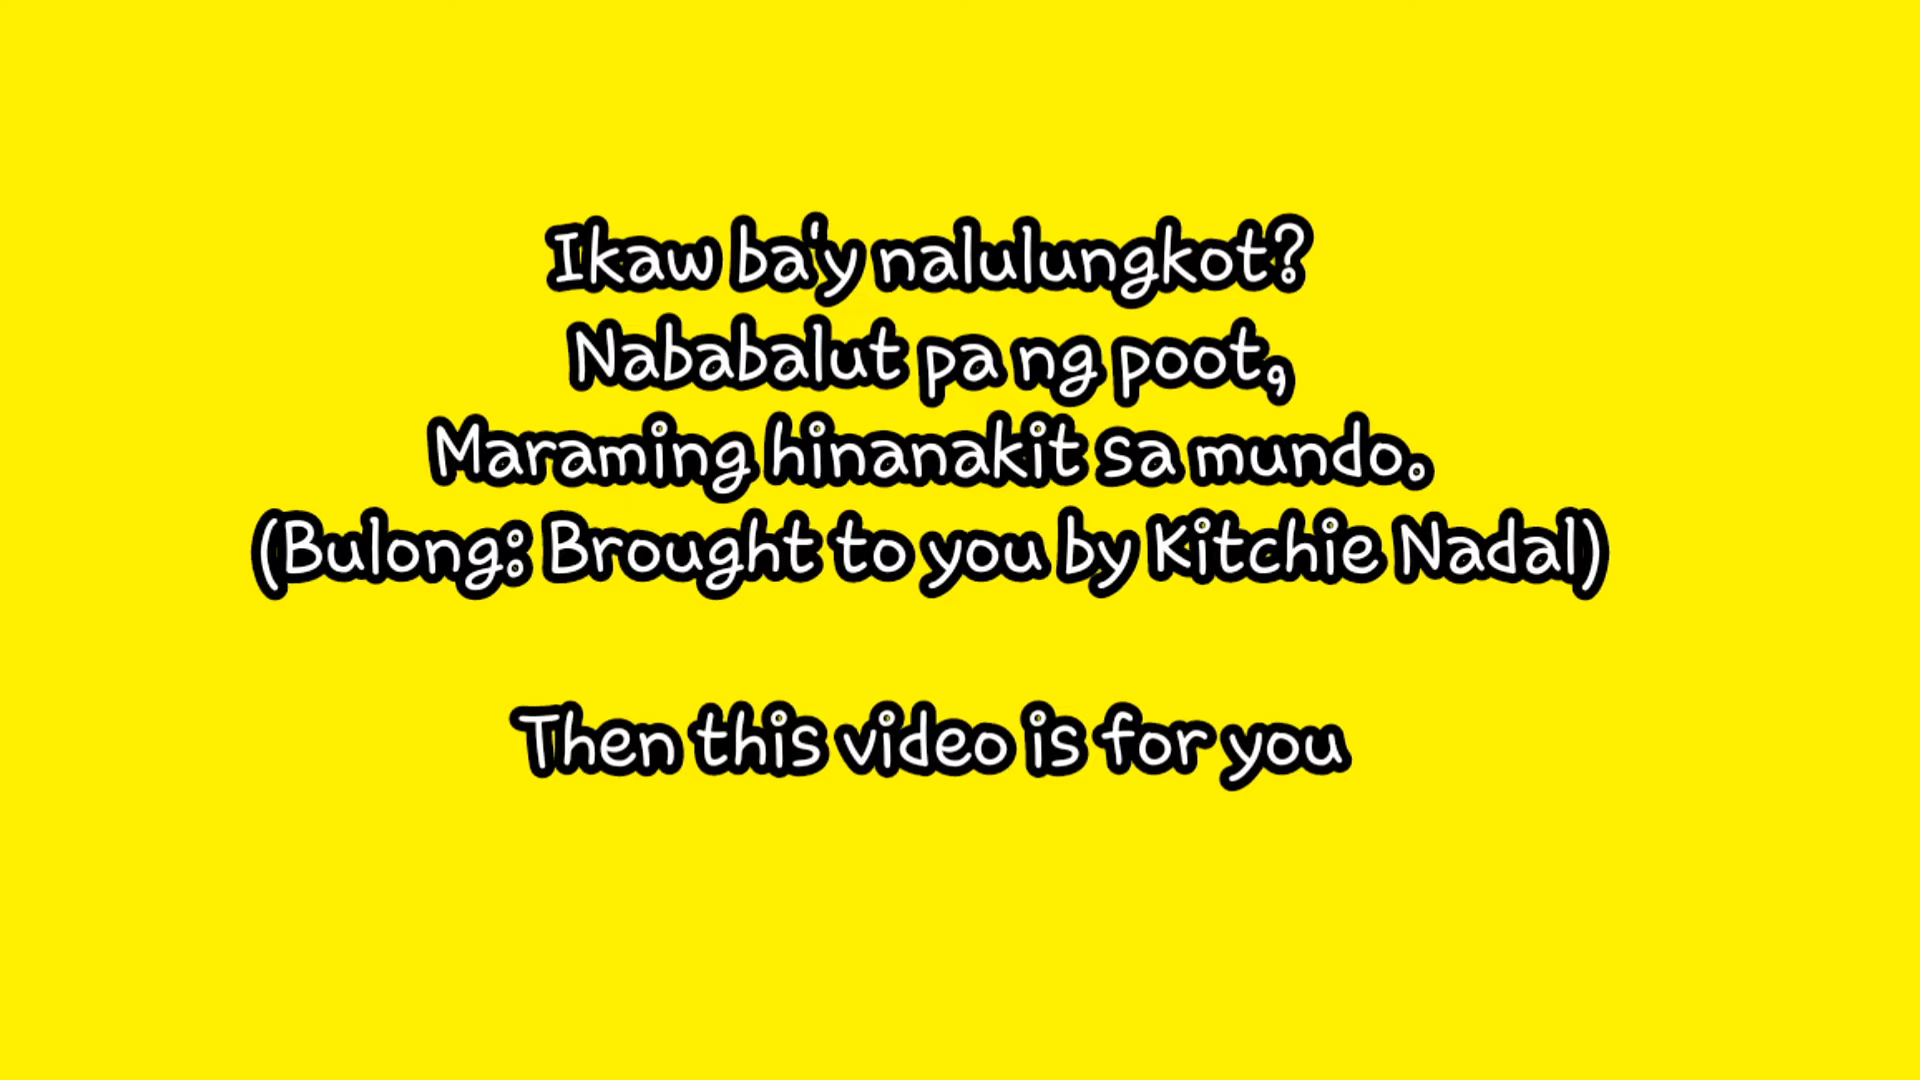 Ikaw ba'y nalulungkot?
Nababalut pa ng poot,
Maraming hinanakit sa mundo.
(Bulong: Brought to you by Kitchie Nadal)
Then this video is for you